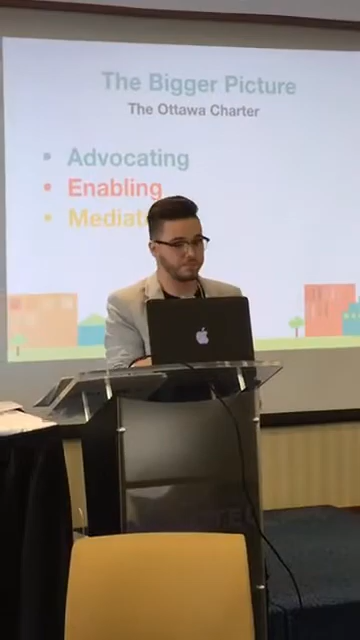 The Bigger Picture
The Ottawa Charter
• Advocating
• Enabling